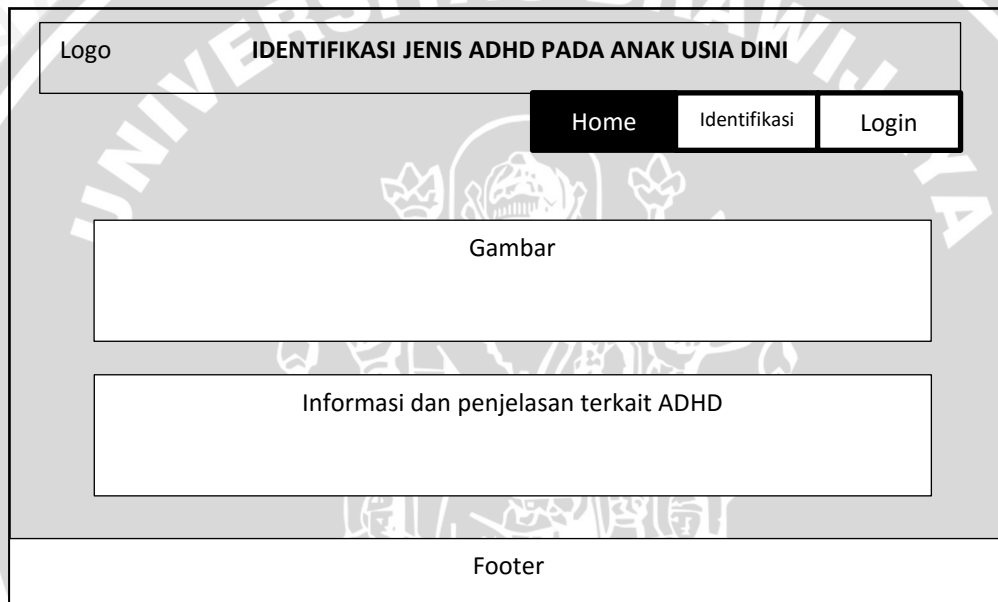 Logo
IDENTIFIKASI JENIS ADHD PADA ANAK USIA DINI
Home
Identifikasi
Login
Gambar
Informasi dan penjelasan terkait ADHD
Footer